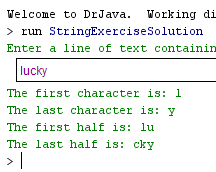 Welcome to DrJava. Working di
> run StringExerciseSolution
Enter a line of text containin
lucky
The first character is: l
The last character is: y
The first half is: lu
The last half is: cky
>